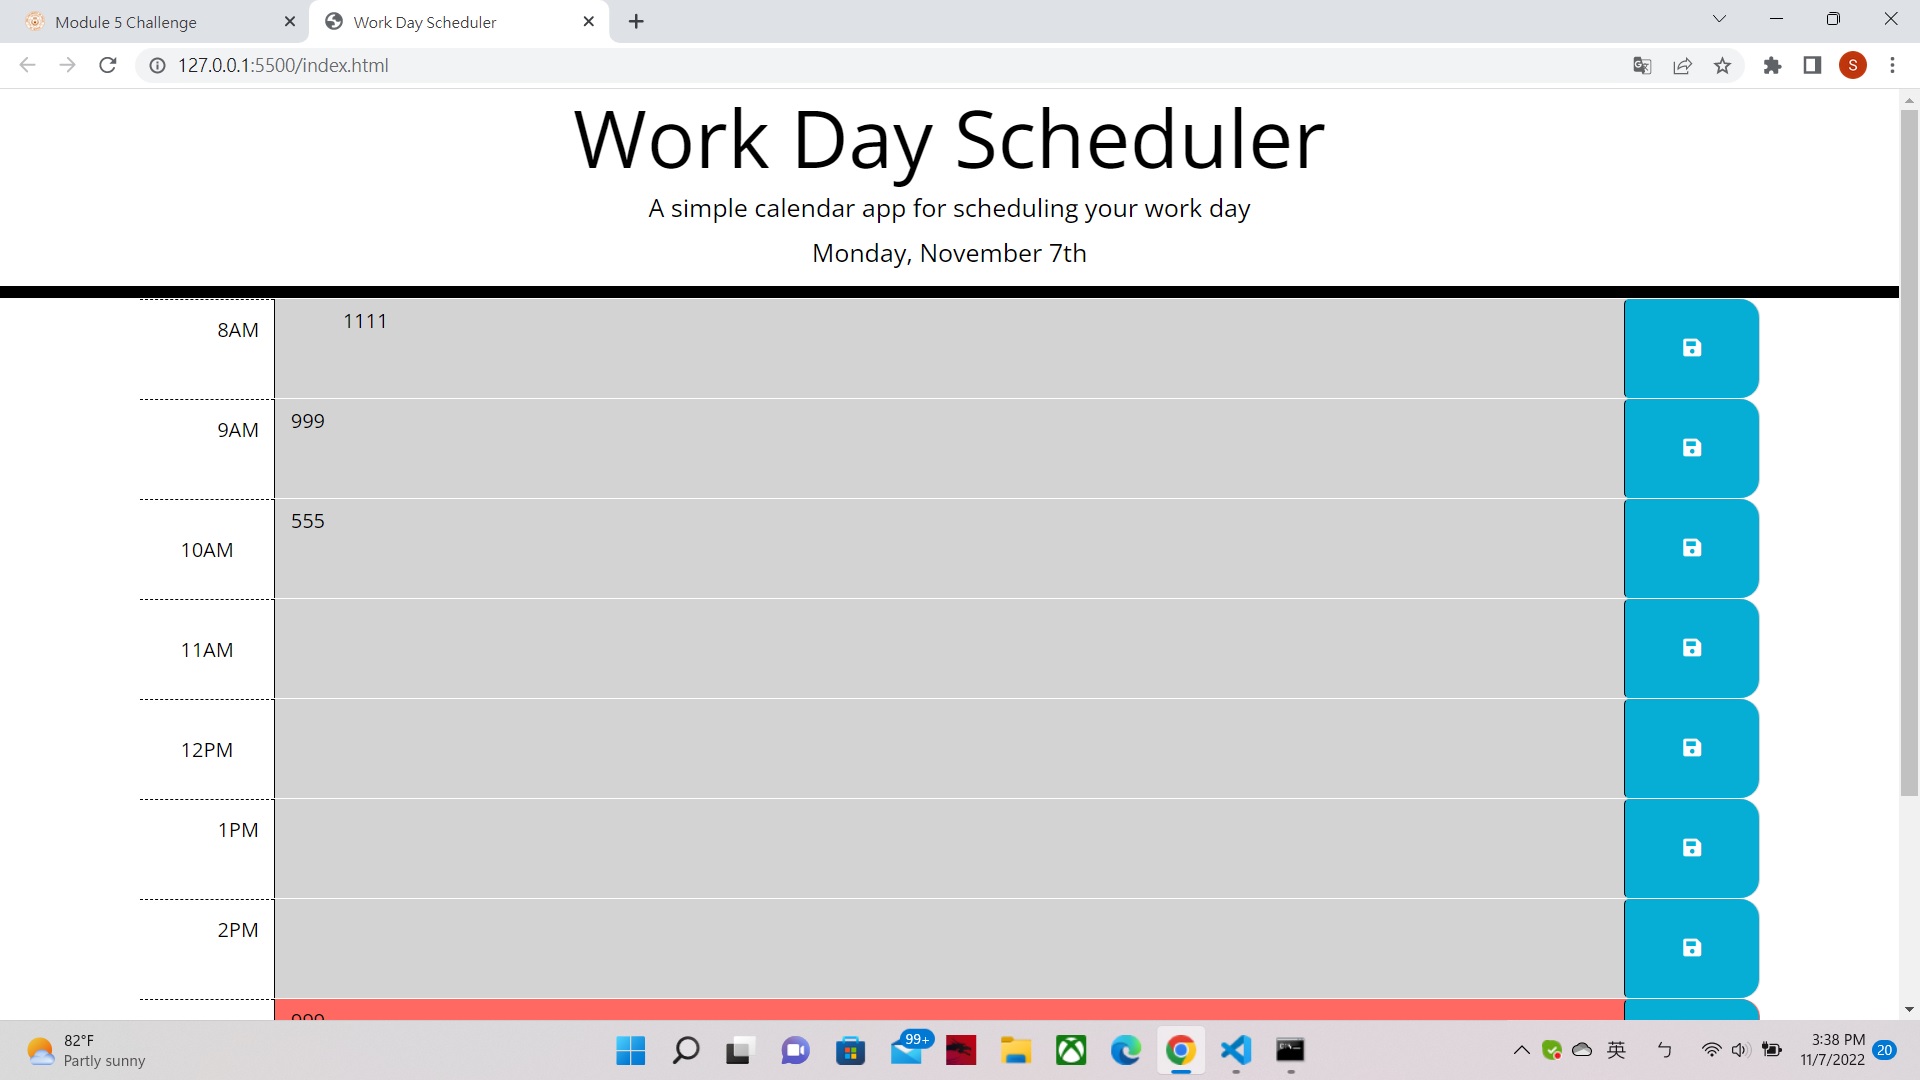 Module 5 Challenge
Work Day Scheduler
127.0.0.1:5500/index.html
S
Work Day Scheduler
A simple calendar app for scheduling your work day
Monday, November 7th
8AM
1111
9AM
999
10AM
555
11AM
12PM
1PM
2PM
82°F
Partly sunny
99+
英
ㄣ
3:38 PM
11/7/2022
20